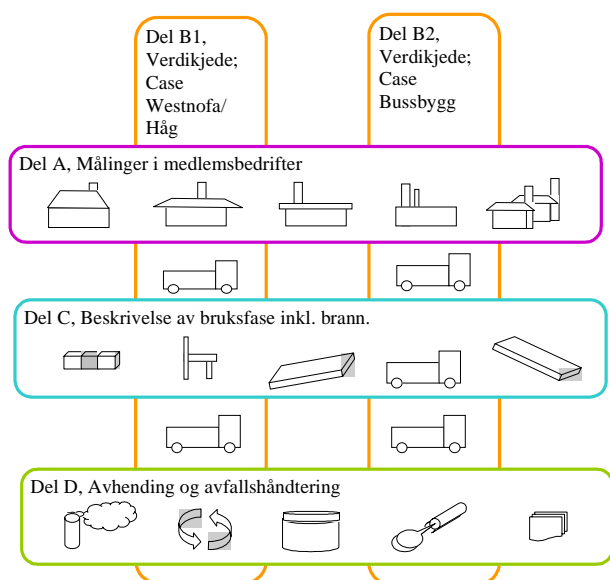 Del B1,
Verdikjede;
Case
Westnofa/
Håg
Del B2,
Verdikjede;
Case
Bussbygg
Del A, Målinger i medlemsbedrifter
Del C, Beskrivelse av bruksfase inkl. brann.
Del D, Avhending og avfallshåndtering